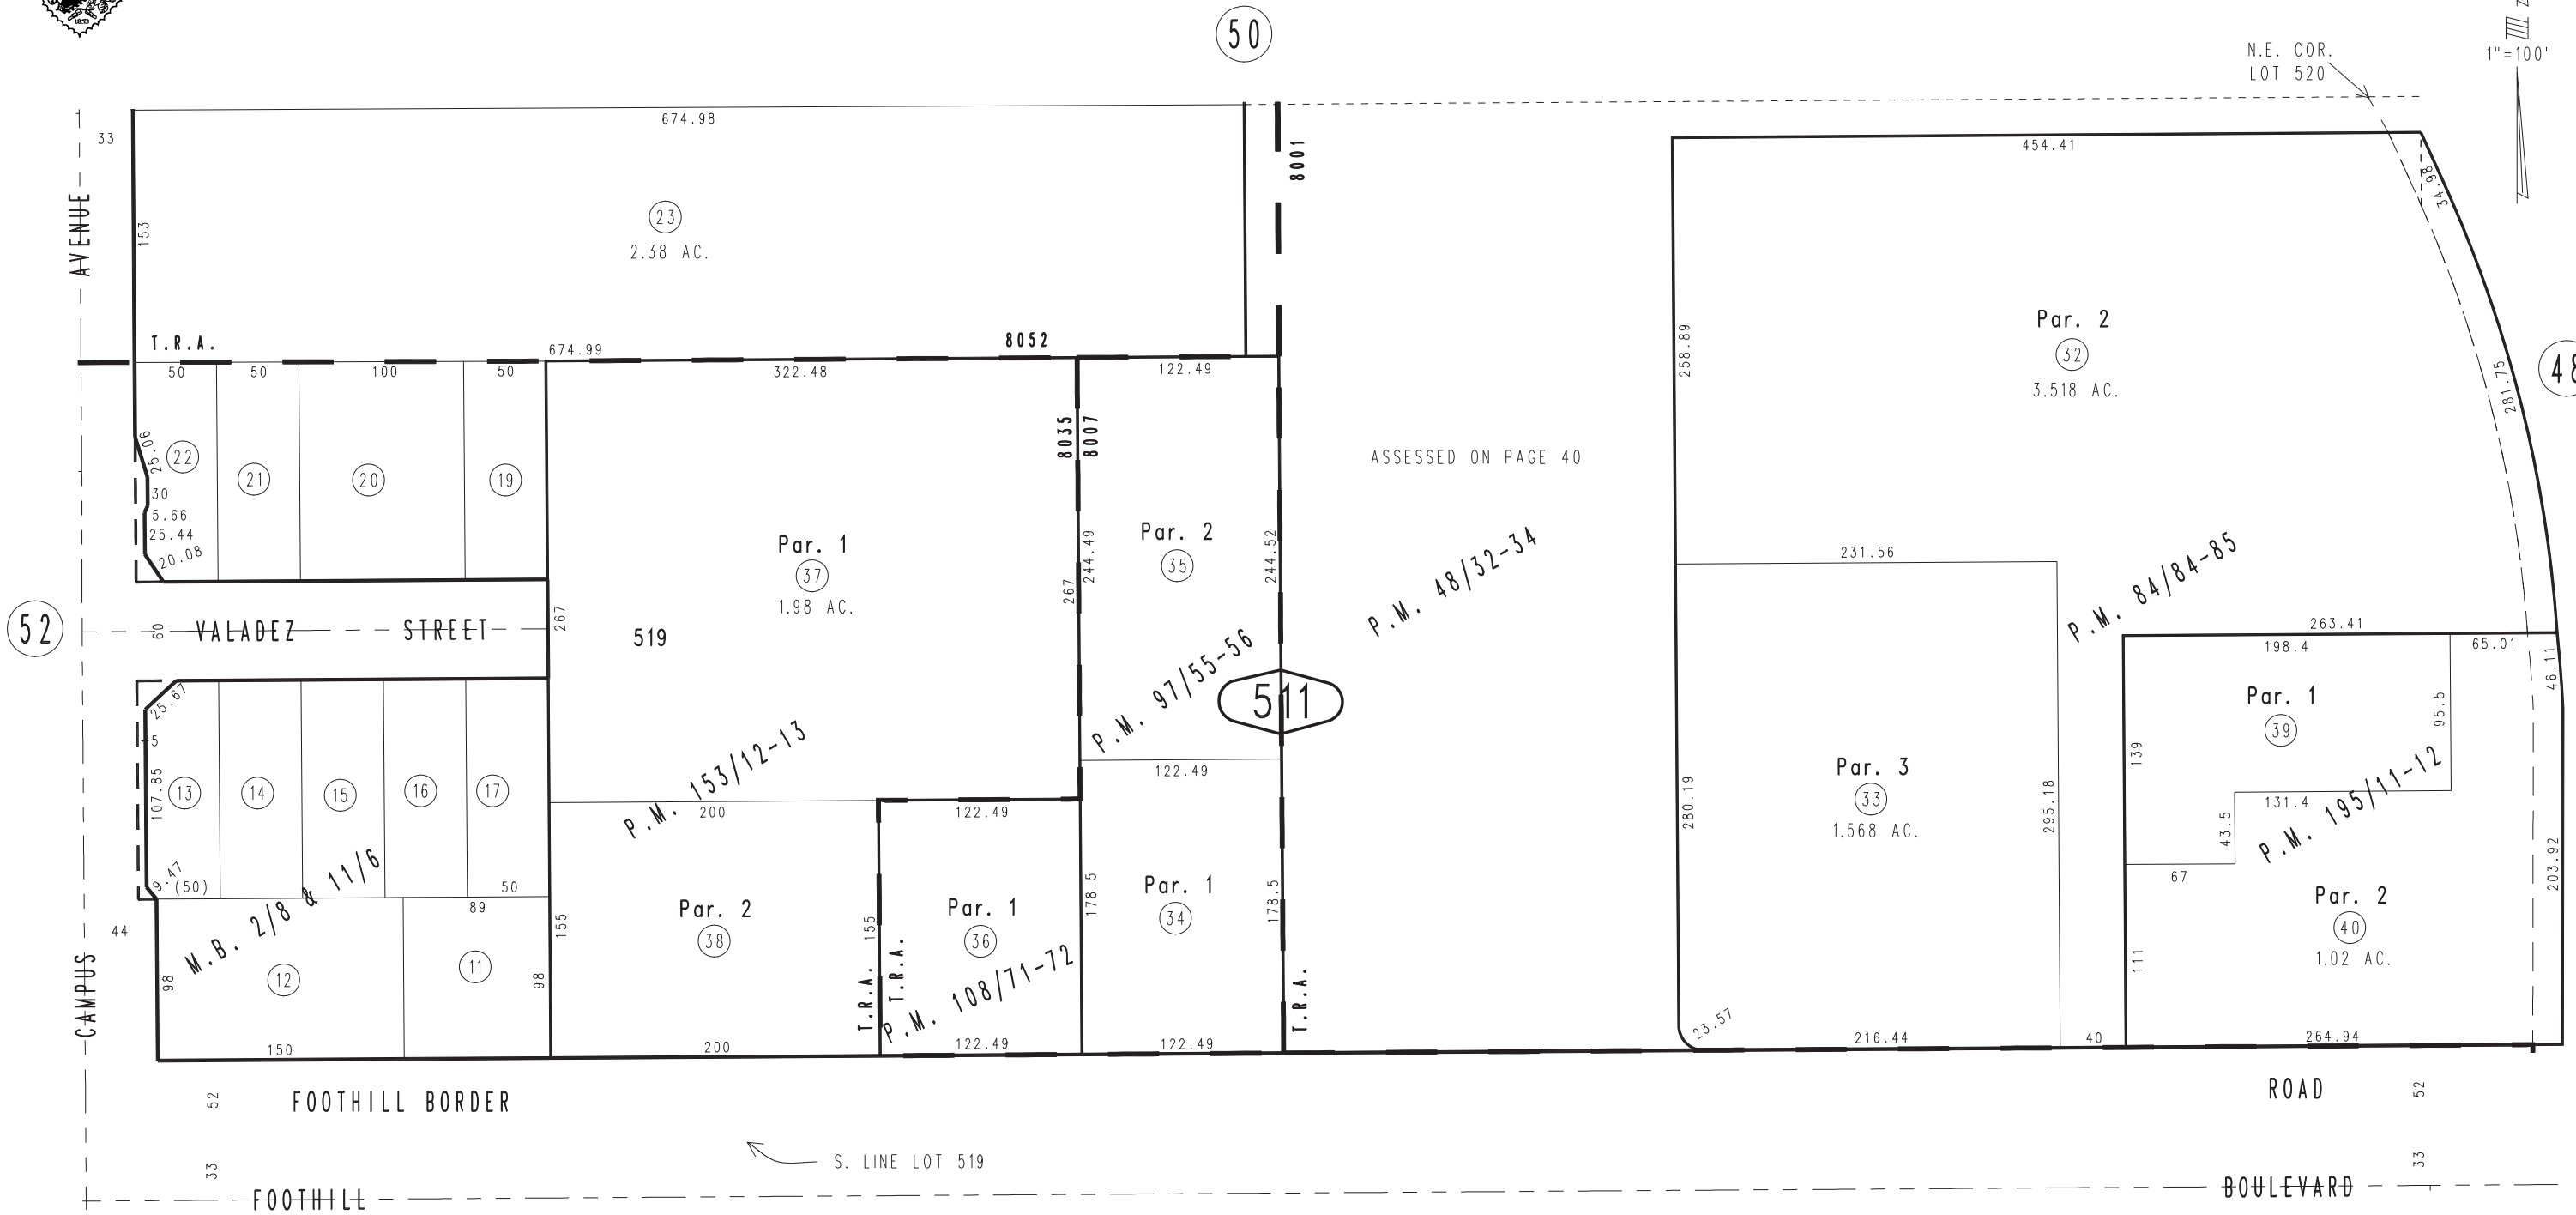 1853
50
N.E. COR.
LOT 520
1"=100'
33
674.98
AVENUE
153
23
2.38 AC.
8001
454.41
34.98
Par. 2
32
3.518 AC.
258.89
281.75
T.R.A.
674.99
8052
50
50
100
50
322.48
122.49
25.06
22
21
20
19
30
5.66
25.44
20.08
8035
8007
ASSESSED ON PAGE 40
Par. 1
37
1.98 AC.
267
267
244.49
Par. 2
35
244.52
P.M. 48/32-34
231.56
P.M. 84/84-85
52
60
VALADEZ STREET
519
P.M. 97/55-56
511
263.41
198.4
65.01
46.11
Par. 1
39
95.5
139
131.4
43.5
67
P.M. 195/11-12
25.67
5
107.85
13
14
15
16
17
9.47
(50)
50
89
M.B. 2/8 & 11/6
P.M. 153/12-13
200
122.49
122.49
280.19
Par. 3
33
1.568 AC.
295.18
203.92
44
CAMPUS
98
12
11
98
155
Par. 2
38
155
T.R.A.
T.R.A.
Par. 1
36
P.M. 108/71-72
178.5
Par. 1
34
178.5
T.R.A.
23.57
Par. 2
40
1.02 AC.
111
150
200
122.49
122.49
216.44
40
264.94
52
FOOTHILL BORDER
ROAD
52
33
S. LINE LOT 519
33
FOOTHILL
BOULEVARD